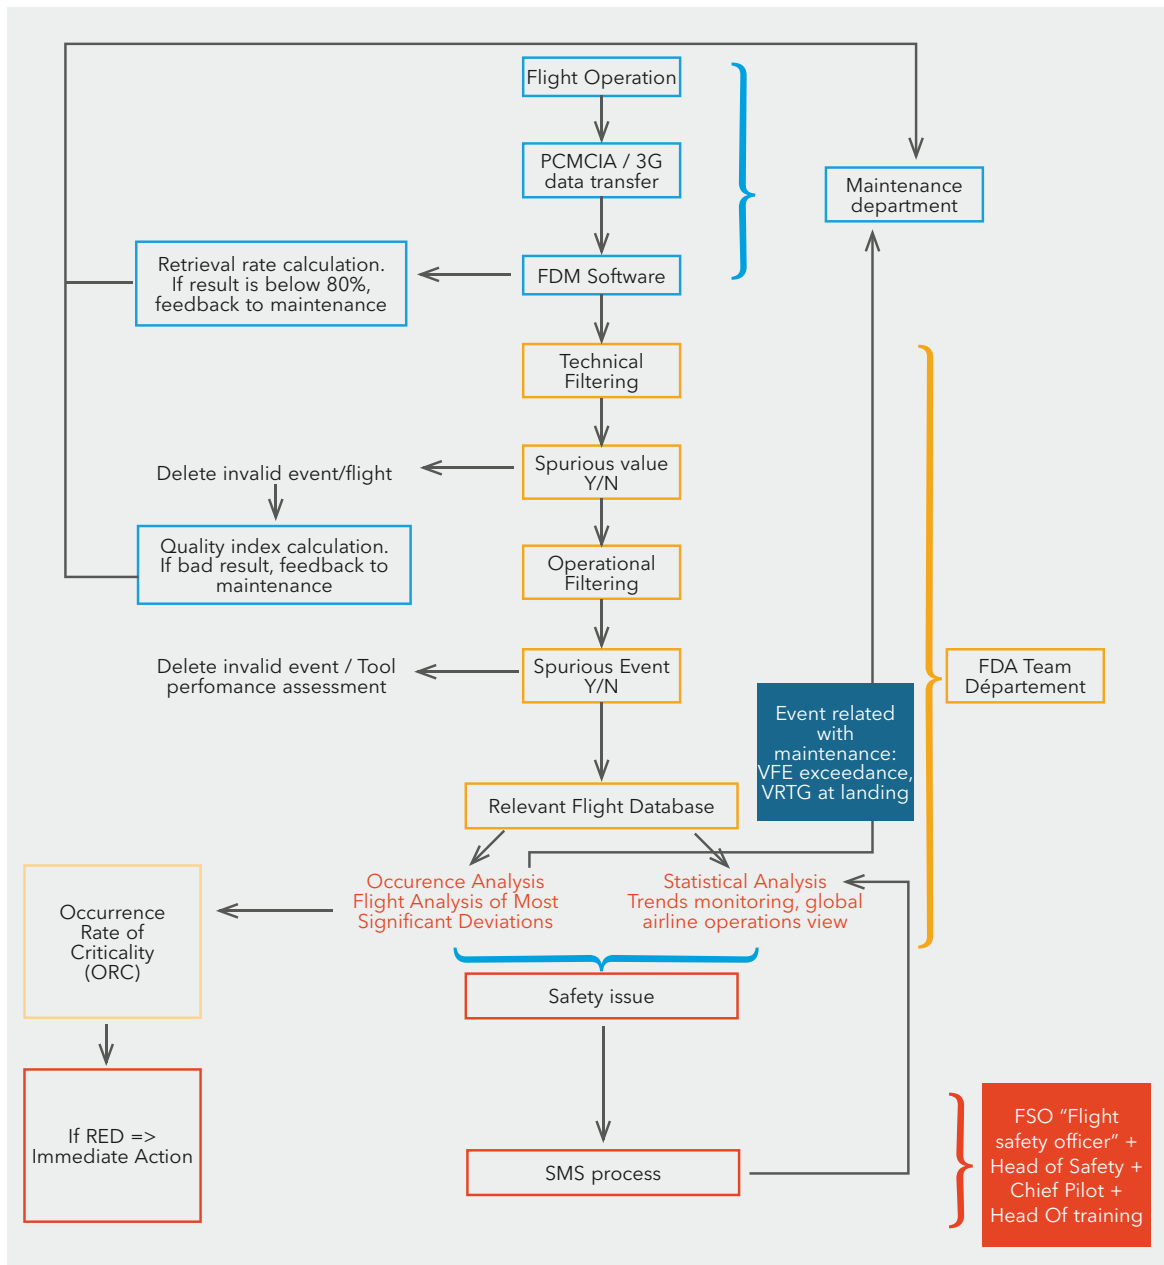 Flight Operation
PCMCIA / 3G
data transfer
Maintenance
department
Retrieval rate calculation.
If result is below 80%,
feedback to maintenance
FDM Software
Technical
Filtering
Delete invalid event/flight
Spurious value
Y/N
Quality index calculation.
If bad result, feedback to
maintenance
Operational
Filtering
Delete invalid event / Tool
perfomance assessment
Spurious Event
Y/N
FDA Team
Département
Event related
with
maintenance:
VFE exceedance,
VRTG at landing
Relevant Flight Database
Occurence Analysis
Flight Analysis of Most
Significant Deviations
Statistical Analysis
Trends monitoring, global
airline operations view
Occurrence
Rate of
Criticality
(ORC)
Safety issue
If RED =>
Immediate Action
SMS process
FSO “Flight
safety officer” +
Head of Safety +
Chief Pilot +
Head Of training